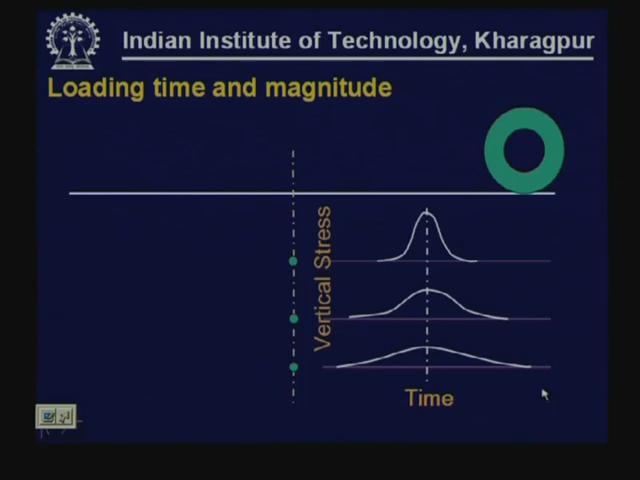 Indian Institute of Technology, Kharagpur
Loading time and magnitude
Vertical Stress
Time